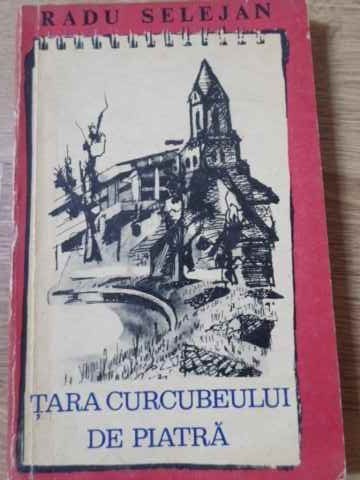 RADU SELEJAN
ȚARA CURCUBEULUI
DE PIATRĂ